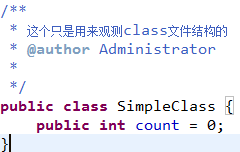 /**
 * 这个只是用来观测class文件结构的
 * @author Administrator
 *
 */
public class SimpleClass {
    public int count = 0;
}